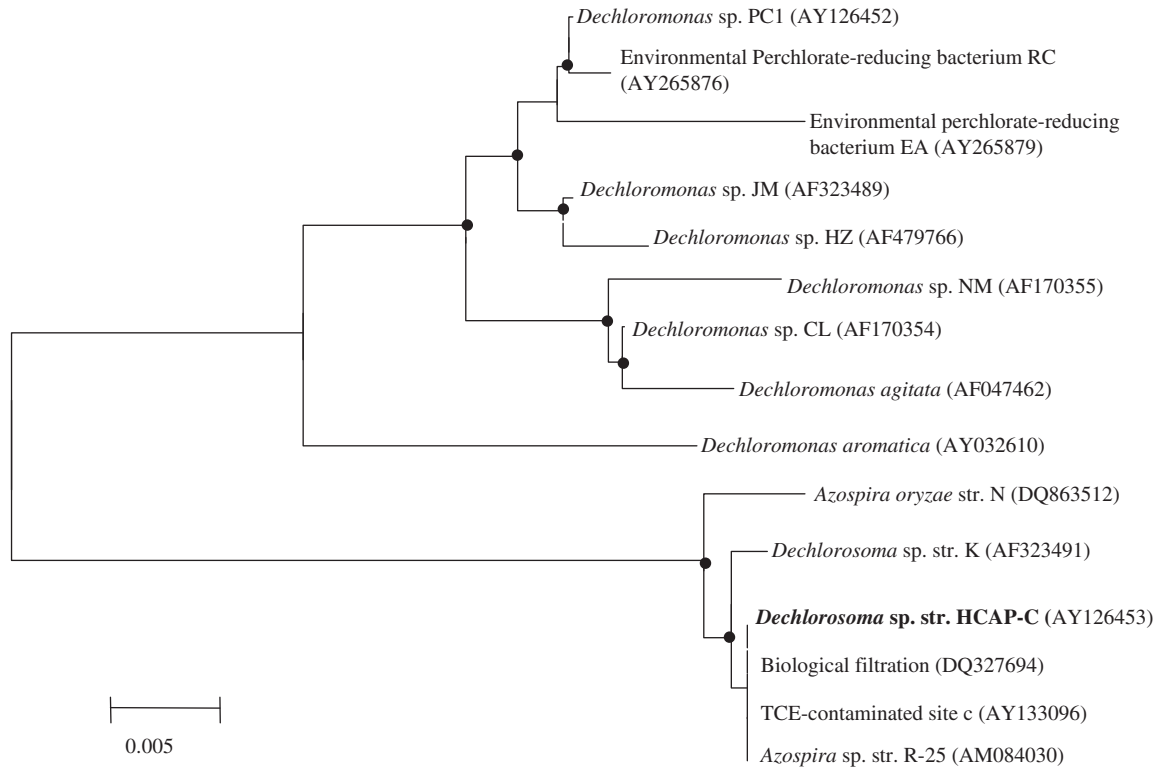 Dechloromonas sp. PC1 (AY126452)
Environmental Perchlorate-reducing bacterium RC
(AY265876)
Environmental perchlorate-reducing
bacterium EA (AY265879)
Dechloromonas sp. JM (AF323489)
Dechloromonas sp. HZ (AF479766)
Dechloromonas sp. NM (AF170355)
Dechloromonas sp. CL (AF170354)
Dechloromonas agitata (AF047462)
Dechloromonas aromatica (AY032610)
Azospira oryzae str. N (DQ863512)
Dechlorosoma sp. str. K (AF323491)
Dechlorosoma sp. str. HCAP-C (AY126453)
Biological filtration (DQ327694)
TCE-contaminated site c (AY133096)
Azospira sp. str. R-25 (AM084030)
0.005